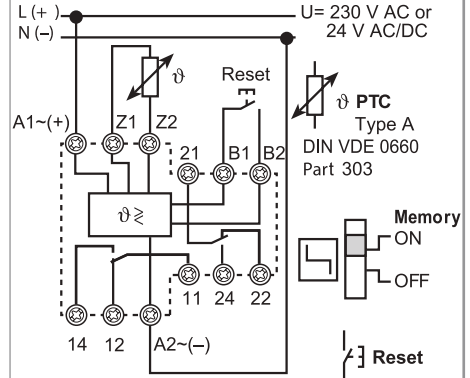 L (+) U= 230 V AC or
N (–) 24 V AC/DC
ϑ
Reset
ϑ PTC
Type A
DIN VDE 0660
Part 303
A1~(+) Z1 Z2
21 B1 B2
ϑ≷
Memory
ON
OFF
11 24 22
14 12 A2~(–)
Reset